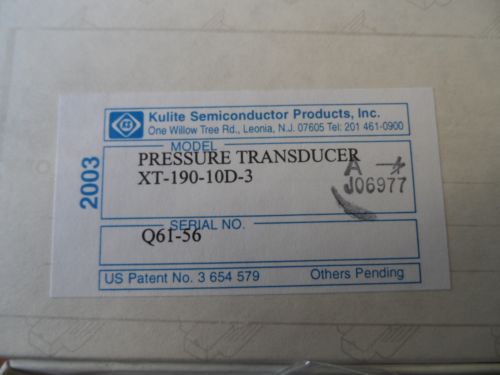 Kulite Semiconductor Products, Inc.
One Willow Tree Rd., Leonia, N.J. 07605 Tel: 201 461-0900
2003
MODEL
PRESSURE TRANSDUCER
XT-190-10D-3
A
J06977
SERIAL NO.
Q61-56
US Patent No. 3 654 579 Others Pending